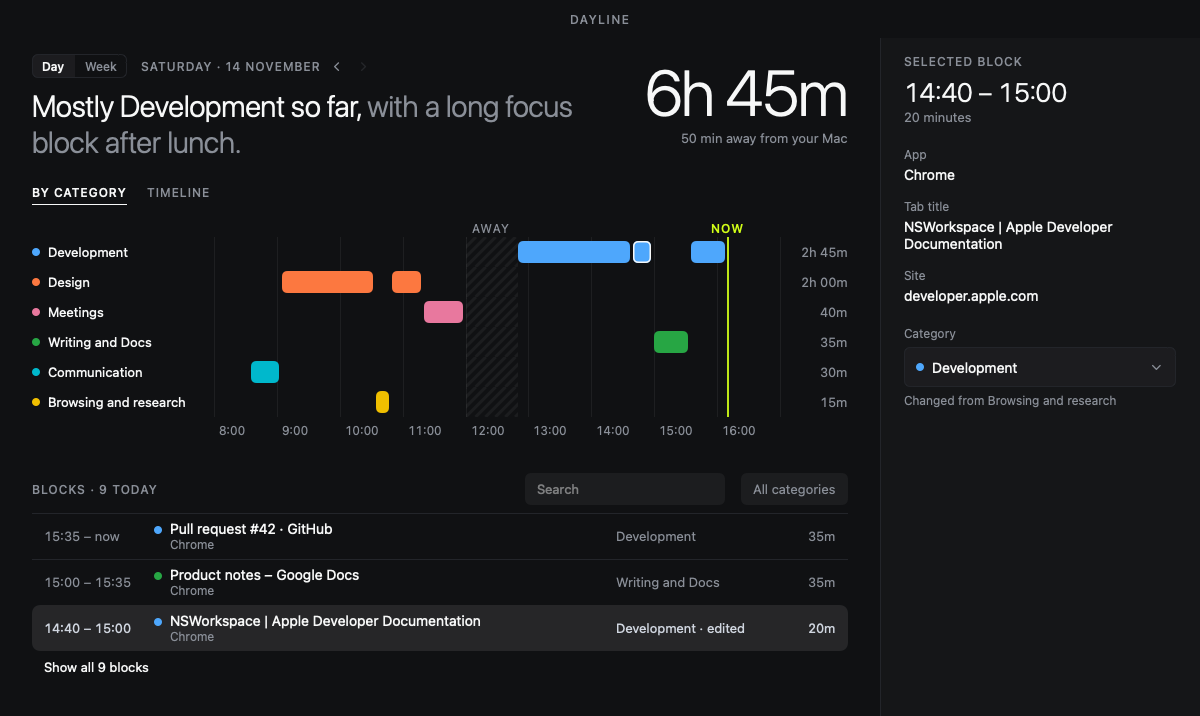 DAYLINE
Day Week SATURDAY · 14 NOVEMBER
Mostly Development so far, with a long focus
block after lunch.
6h 45m
50 min away from your Mac
BY CATEGORY TIMELINE
AWAY NOW
Development 2h 45m
Design 2h 00m
Meetings 40m
Writing and Docs 35m
Communication 30m
Browsing and research 15m
8:00 9:00 10:00 11:00 12:00 13:00 14:00 15:00 16:00
BLOCKS · 9 TODAY Search All categories
15:35 – now Pull request #42 · GitHub Development 35m
Chrome
15:00 – 15:35 Product notes – Google Docs Writing and Docs 35m
Chrome
14:40 – 15:00 NSWorkspace | Apple Developer Documentation Development · edited 20m
Chrome
Show all 9 blocks
SELECTED BLOCK
14:40 – 15:00
20 minutes
App
Chrome
Tab title
NSWorkspace | Apple Developer
Documentation
Site
developer.apple.com
Category
Development
Changed from Browsing and research